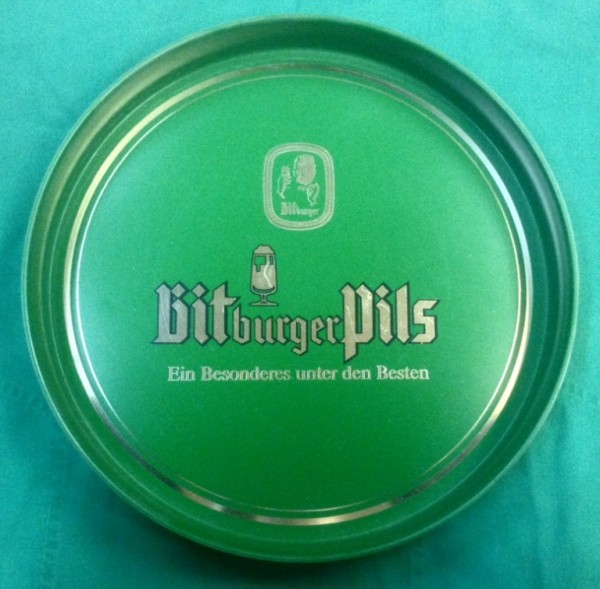 Bitburger
Bitburger Pils
Ein Besonderes unter den Besten